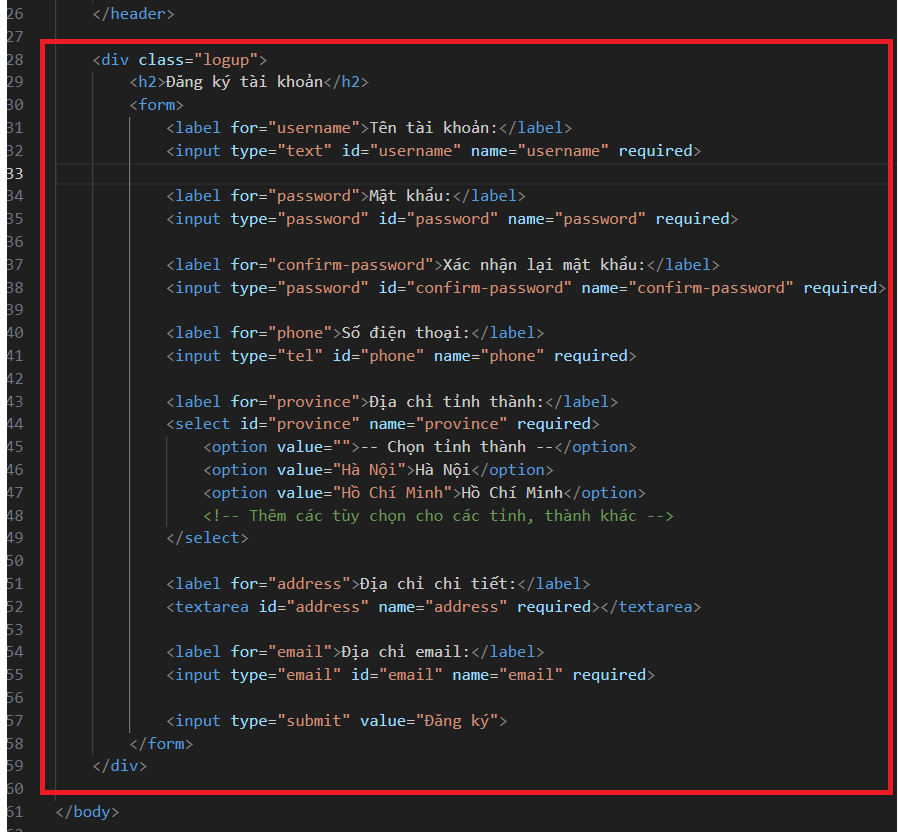 26 </header>
27
28 <div class="logup">
29 <h2>Đăng ký tài khoản</h2>
30 <form>
31 <label for="username">Tên tài khoản:</label>
32 <input type="text" id="username" name="username" required>
33
34 <label for="password">Mật khẩu:</label>
35 <input type="password" id="password" name="password" required>
36
37 <label for="confirm-password">Xác nhận lại mật khẩu:</label>
38 <input type="password" id="confirm-password" name="confirm-password" required>
39
40 <label for="phone">Số điện thoại:</label>
41 <input type="tel" id="phone" name="phone" required>
42
43 <label for="province">Địa chỉ tỉnh thành:</label>
44 <select id="province" name="province" required>
45 <option value="">-- Chọn tỉnh thành --</option>
46 <option value="Hà Nội">Hà Nội</option>
47 <option value="Hồ Chí Minh">Hồ Chí Minh</option>
48 <!-- Thêm các tùy chọn cho các tỉnh, thành khác -->
49 </select>
50
51 <label for="address">Địa chỉ chi tiết:</label>
52 <textarea id="address" name="address" required></textarea>
53
54 <label for="email">Địa chỉ email:</label>
55 <input type="email" id="email" name="email" required>
56
57 <input type="submit" value="Đăng ký">
58 </form>
59 </div>
60
61 </body>